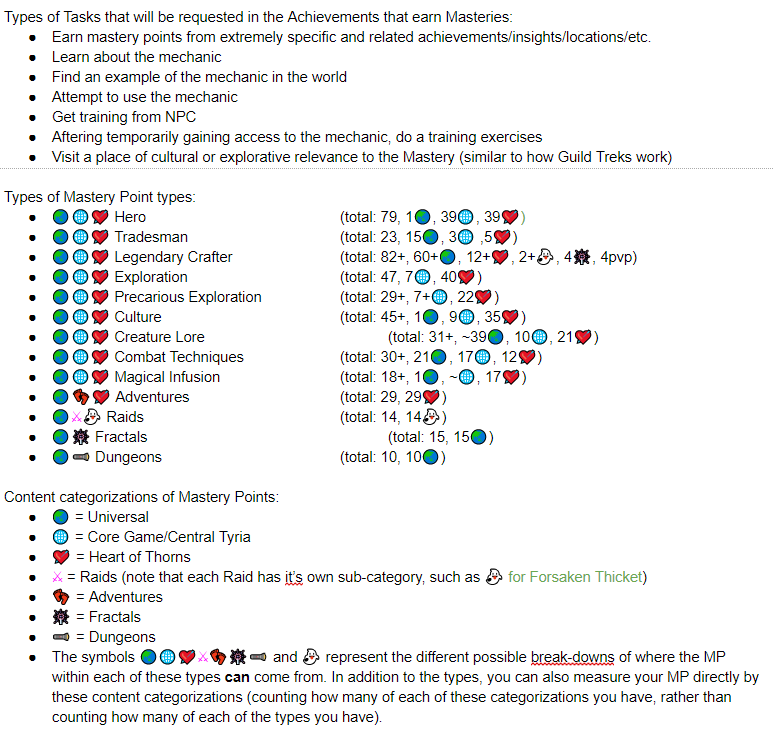 Types of Tasks that will be requested in the Achievements that earn Masteries:
● Earn mastery points from extremely specific and related achievements/insights/locations/etc.
● Learn about the mechanic
● Find an example of the mechanic in the world
● Attempt to use the mechanic
● Get training from NPC
● Aftering temporarily gaining access to the mechanic, do a training exercises
● Visit a place of cultural or explorative relevance to the Mastery (similar to how Guild Treks work)
Types of Mastery Point types:
● 🌏🌐💘 Hero (total: 79, 1🌏, 39🌐, 39💘)
● 🌏🌐💘 Tradesman (total: 23, 15🌏, 3🌐 ,5💘)
● 🌏🌐💘 Legendary Crafter (total: 82+, 60+🌏, 12+💘, 2+👻, 4⚙, 4pvp)
● 🌏🌐💘 Exploration (total: 47, 7🌐, 40💘)
● 🌏🌐💘 Precarious Exploration (total: 29+, 7+🌐, 22💘)
● 🌏🌐💘 Culture (total: 45+, 1🌏, 9🌐, 35💘)
● 🌏🌐💘 Creature Lore (total: 31+, ~39🌏, 10🌐, 21💘)
● 🌏🌐💘 Combat Techniques (total: 30+, 21🌏, 17🌐, 12💘)
● 🌏🌐💘 Magical Infusion (total: 18+, 1🌏, ~🌐, 17💘)
● 🌏👣💘 Adventures (total: 29, 29💘)
● 🌏⚔👻 Raids (total: 14, 14👻)
● 🌏⚙ Fractals (total: 15, 15🌏)
● 🌏🔦 Dungeons (total: 10, 10🌏)
Content categorizations of Mastery Points:
● 🌏 = Universal
● 🌐 = Core Game/Central Tyria
● 💘 = Heart of Thorns
● ⚔ = Raids (note that each Raid has it's own sub-category, such as 👻 for Forsaken Thicket)
● 👣 = Adventures
● ⚙ = Fractals
● 🔦 = Dungeons
● The symbols 🌏🌐💘⚔👣⚙🔦 and 👻 represent the different possible break-downs of where the MP
within each of these types can come from. In addition to the types, you can also measure your MP directly by
these content categorizations (counting how many of each of these categorizations you have, rather than
counting how many of each of the types you have).